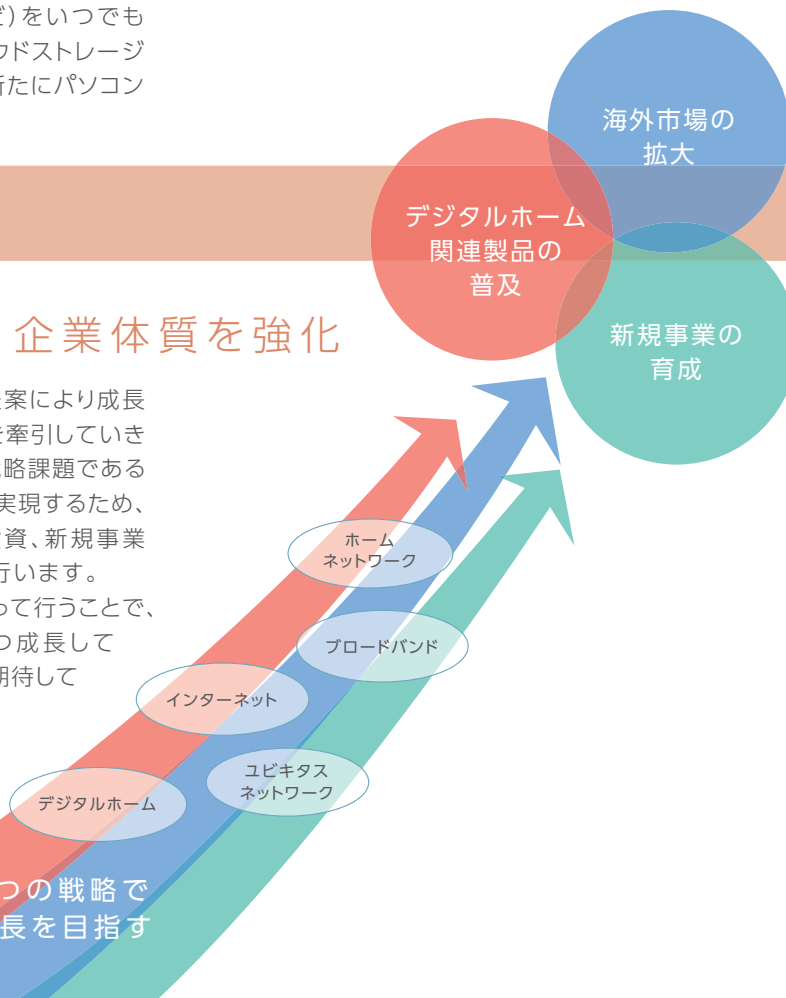 ど)をいつでも
ウドストレージ
新たにパソコン
海外市場の
拡大
デジタルホーム
関連製品の
普及
新規事業の
育成
企業体質を強化
案により成長
を牽引していき
略課題である
実現するため、
資、新規事業
行います。
って行うことで、
つ成長して
期待して
ホーム
ネットワーク
ブロードバンド
インターネット
ユビキタス
ネットワーク
デジタルホーム
つの戦略で
長を目指す